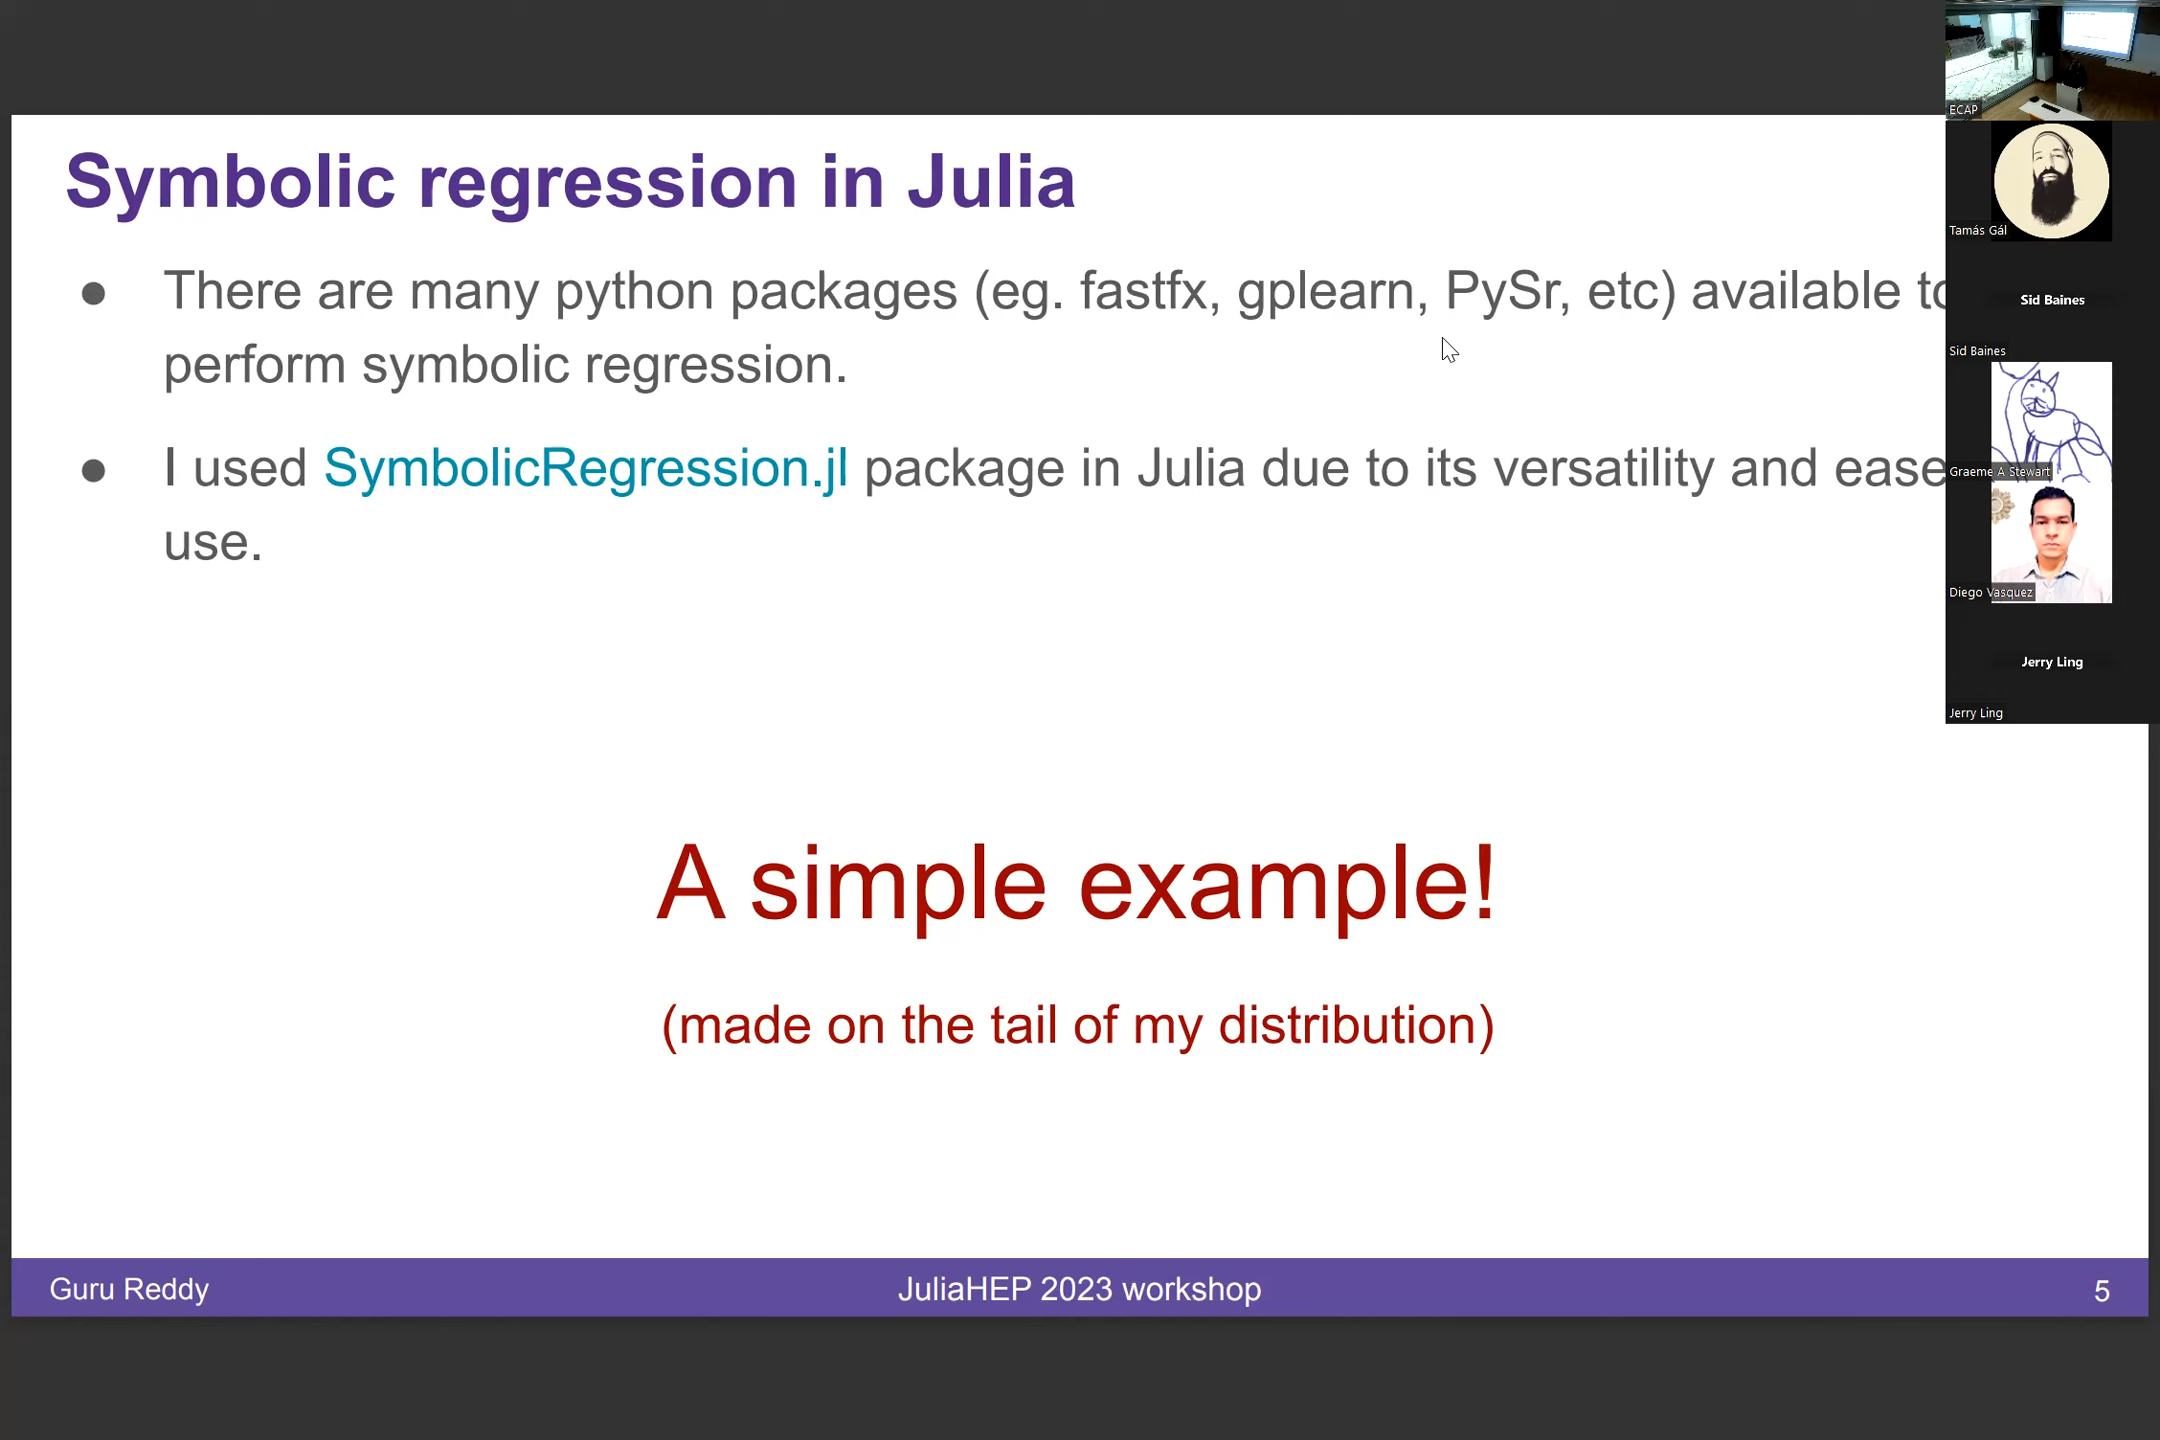 Symbolic regression in Julia
● There are many python packages (eg. fastfx, gplearn, PySr, etc) available to
perform symbolic regression.
● I used SymbolicRegression.jl package in Julia due to its versatility and ease
use.
A simple example!
(made on the tail of my distribution)
Guru Reddy
JuliaHEP 2023 workshop
5
ECAP
Tamás Gál
Sid Baines
Sid Baines
Graeme A Stewart
Diego Vasquez
Jerry Ling
Jerry Ling